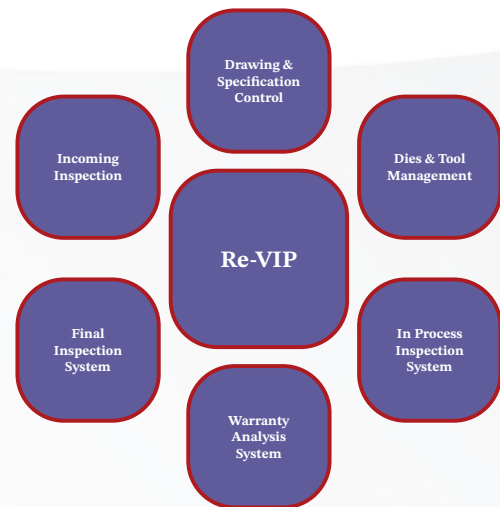 Drawing &
Specification
Control
Incoming
Inspection
Dies & Tool
Management
Re-VIP
Final
Inspection
System
In Process
Inspection
System
Warranty
Analysis
System